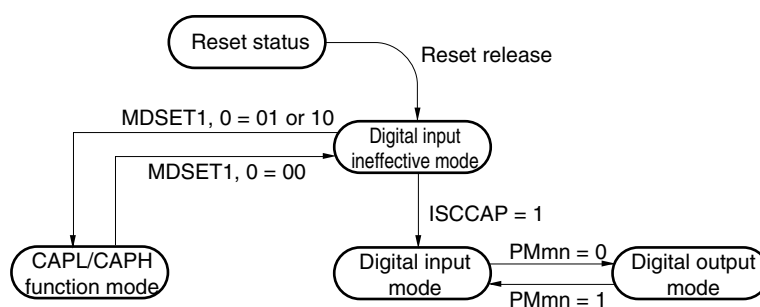 Reset status
Reset release
MDSET1, 0 = 01 or 10
Digital input
ineffective mode
MDSET1, 0 = 00
ISCCAP = 1
CAPL/CAPH
function mode
Digital input
mode
PMmn = 0
PMmn = 1
Digital output
mode